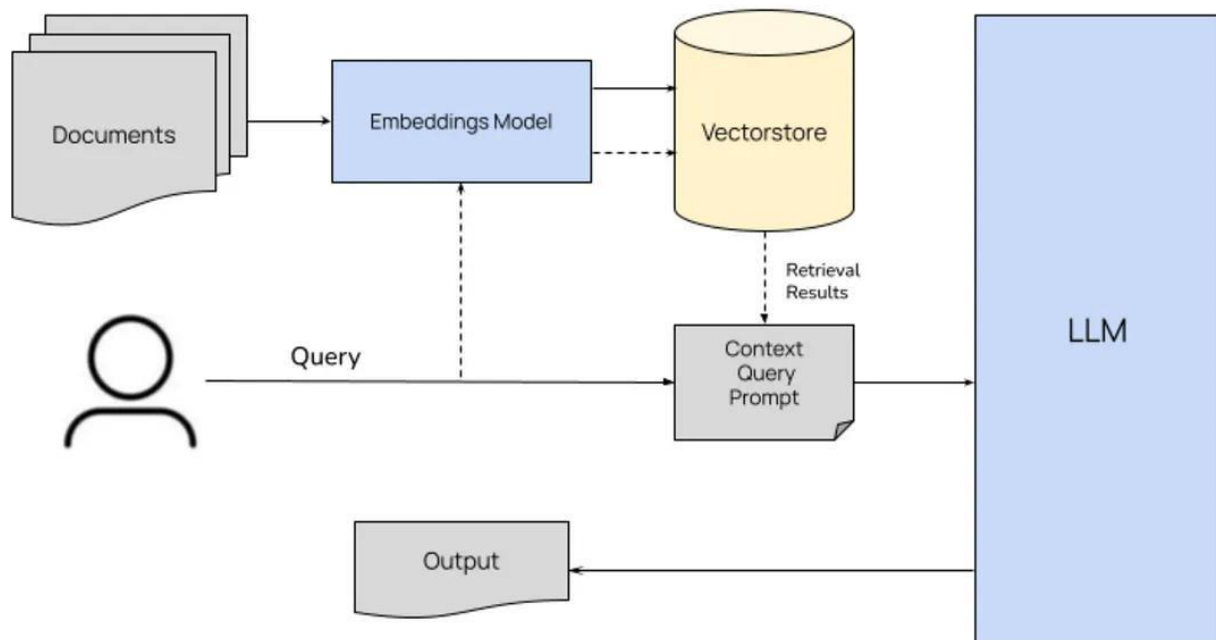 Documents
Embeddings Model
Vectorstore
Retrieval
Results
LLM
Query
Context
Query
Prompt
Output